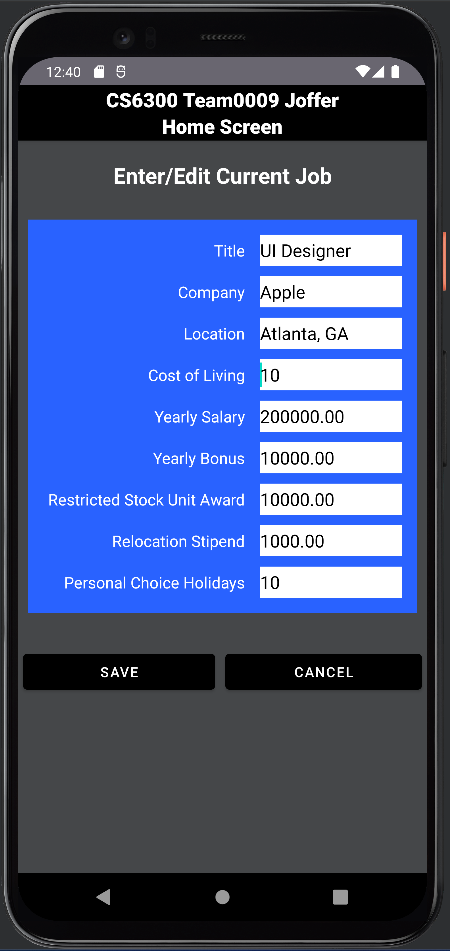 12:40
CS6300 Team0009 Joffer
Home Screen
Enter/Edit Current Job
Title UI Designer
Company Apple
Location Atlanta, GA
Cost of Living 10
Yearly Salary 200000.00
Yearly Bonus 10000.00
Restricted Stock Unit Award 10000.00
Relocation Stipend 1000.00
Personal Choice Holidays 10
SAVE CANCEL